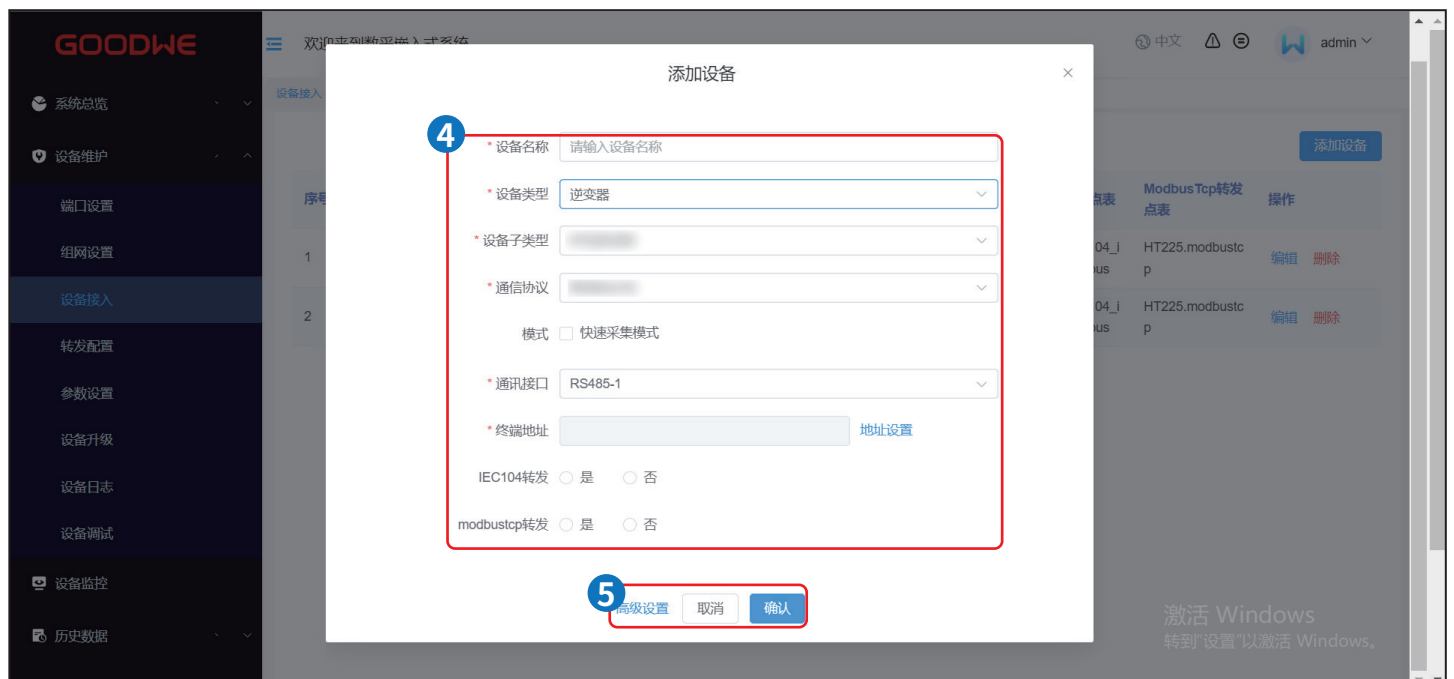 GOODWE
欢迎来到数采嵌入式系统
中文
admin
系统总览
设备维护
端口设置
组网设置
设备接入
转发配置
参数设置
设备升级
设备日志
设备调试
设备监控
历史数据
设备接入
添加设备
序号
点表
ModbusTcp转发
点表
操作
1
04_i
HT225.modbustc
p
编辑 删除
2
04_i
HT225.modbustc
p
编辑 删除
添加设备
4
* 设备名称 请输入设备名称
* 设备类型 逆变器
* 设备子类型
* 通信协议
模式 快速采集模式
* 通讯接口 RS485-1
* 终端地址 地址设置
IEC104转发 是 否
modbustcp转发 是 否
5
高级设置 取消 确认
激活 Windows
转到"设置"以激活 Windows。